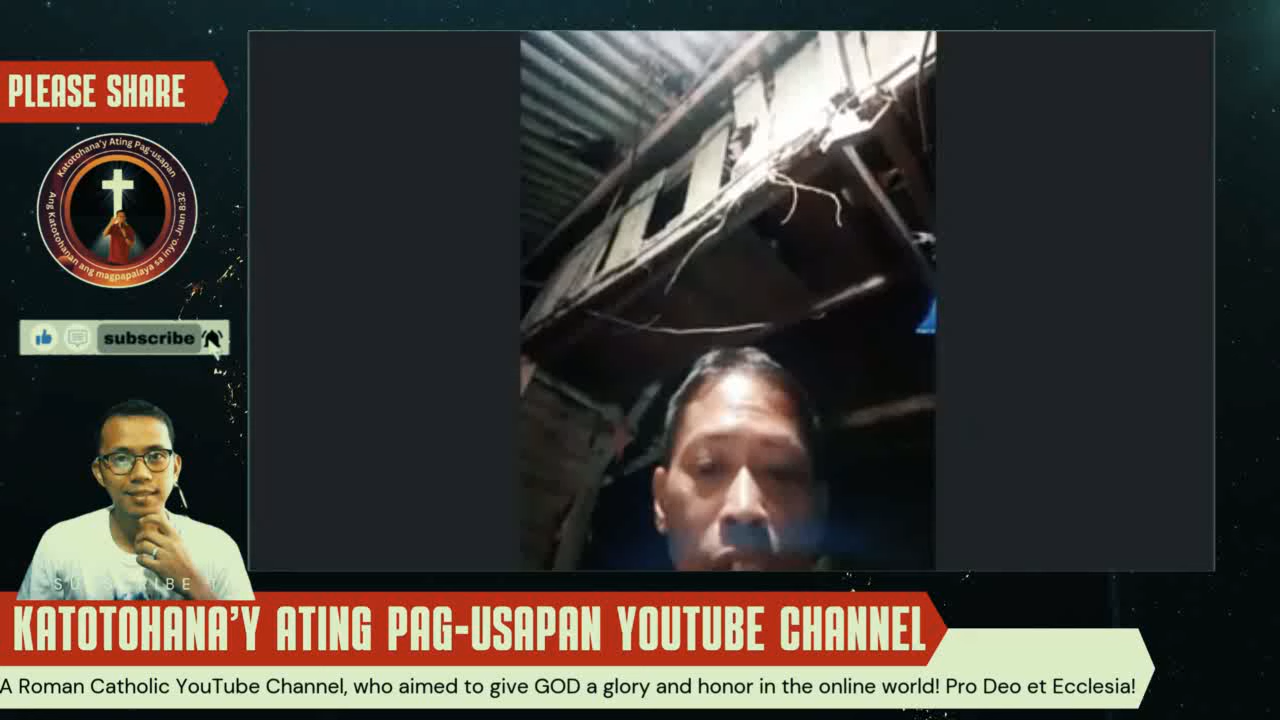 PLEASE SHARE
Katotohana'y Ating Pag-usapan
Ang Katotohanan ang magpapalaya sa inyo. Juan 8:32
subscribe
KATOTOHANA'Y ATING PAG-USAPAN YOUTUBE CHANNEL
A Roman Catholic YouTube Channel, who aimed to give GOD a glory and honor in the online world! Pro Deo et Ecclesia!